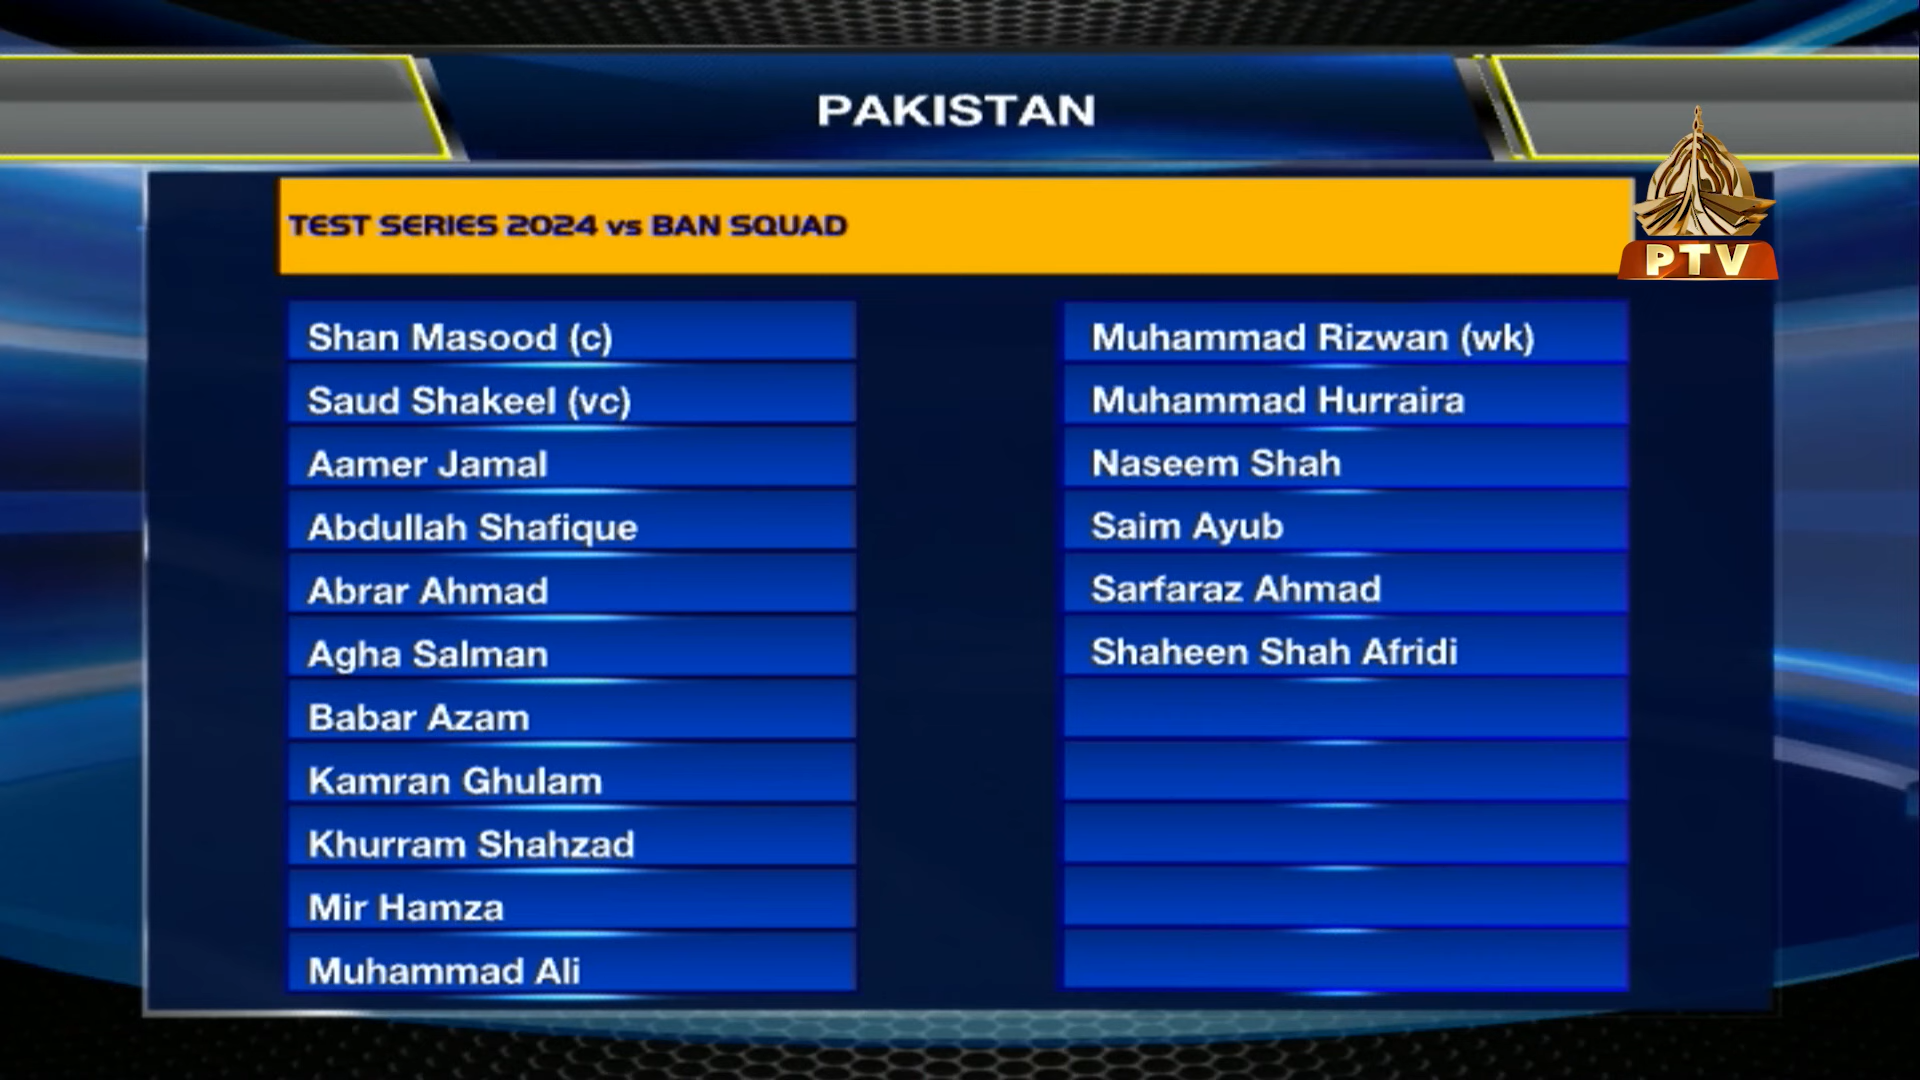 PAKISTAN
TEST SERIES 2024 vs BAN SQUAD
PTV
Shan Masood (c)
Saud Shakeel (vc)
Aamer Jamal
Abdullah Shafique
Abrar Ahmad
Agha Salman
Babar Azam
Kamran Ghulam
Khurram Shahzad
Mir Hamza
Muhammad Ali
Muhammad Rizwan (wk)
Muhammad Hurraira
Naseem Shah
Saim Ayub
Sarfaraz Ahmad
Shaheen Shah Afridi